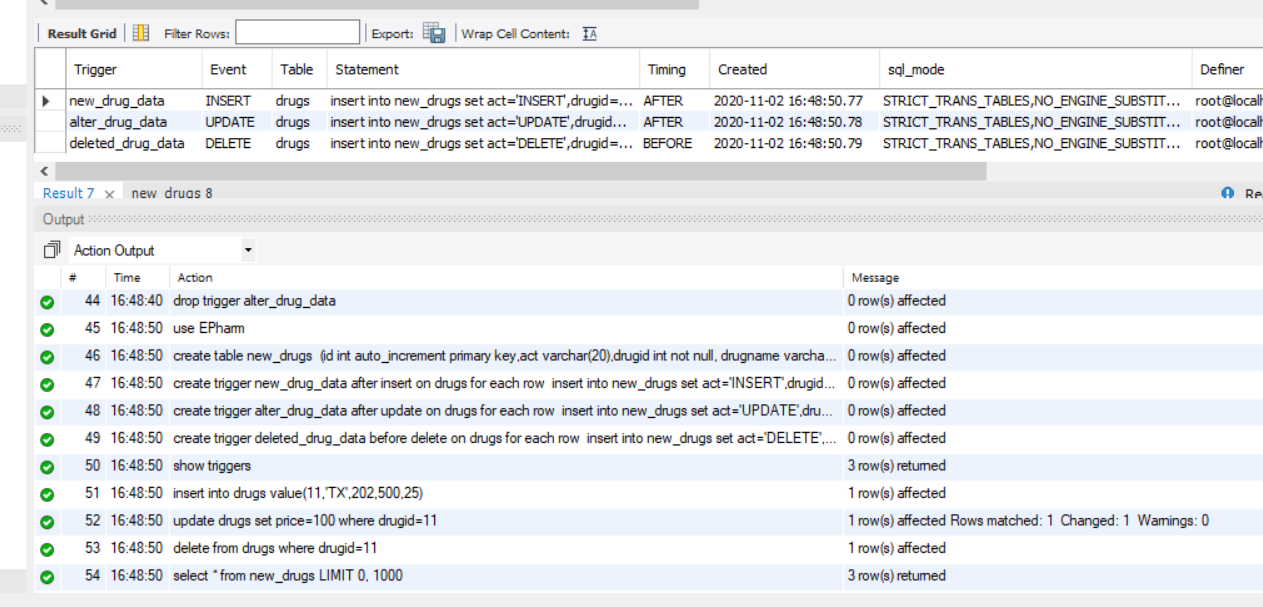 Result Grid Filter Rows: Export: Wrap Cell Content:
Trigger Event Table Statement Timing Created sql_mode Definer
new_drug_data INSERT drugs insert into new_drugs set act='INSERT',drugid=... AFTER 2020-11-02 16:48:50.77 STRICT_TRANS_TABLES,NO_ENGINE_SUBSTIT... root@localh
alter_drug_data UPDATE drugs insert into new_drugs set act='UPDATE',drugid... AFTER 2020-11-02 16:48:50.78 STRICT_TRANS_TABLES,NO_ENGINE_SUBSTIT... root@localh
deleted_drug_data DELETE drugs insert into new_drugs set act='DELETE',drugid=... BEFORE 2020-11-02 16:48:50.79 STRICT_TRANS_TABLES,NO_ENGINE_SUBSTIT... root@localh
Result 7 new_drugs 8 Re
Output
Action Output
# Time Action Message
44 16:48:40 drop trigger alter_drug_data 0 row(s) affected
45 16:48:50 use EPharm 0 row(s) affected
46 16:48:50 create table new_drugs (id int auto_increment primary key,act varchar(20),drugid int not null, drugname varcha... 0 row(s) affected
47 16:48:50 create trigger new_drug_data after insert on drugs for each row insert into new_drugs set act='INSERT',drugid... 0 row(s) affected
48 16:48:50 create trigger alter_drug_data after update on drugs for each row insert into new_drugs set act='UPDATE',dru... 0 row(s) affected
49 16:48:50 create trigger deleted_drug_data before delete on drugs for each row insert into new_drugs set act='DELETE',... 0 row(s) affected
50 16:48:50 show triggers 3 row(s) returned
51 16:48:50 insert into drugs value(11,'TX',202,500,25) 1 row(s) affected
52 16:48:50 update drugs set price=100 where drugid=11 1 row(s) affected Rows matched: 1 Changed: 1 Warnings: 0
53 16:48:50 delete from drugs where drugid=11 1 row(s) affected
54 16:48:50 select * from new_drugs LIMIT 0, 1000 3 row(s) returned